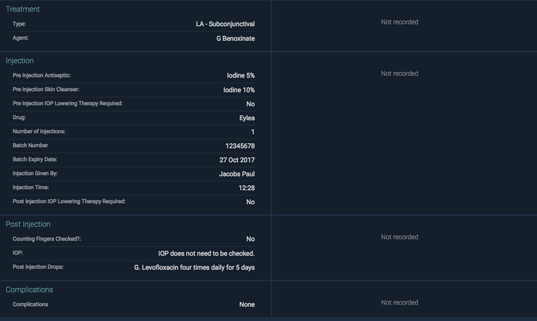 Treatment
Type: LA - Subconjunctival Not recorded
Agent: G Benoxinate
Injection
Pre Injection Antiseptic: Iodine 5% Not recorded
Pre Injection Skin Cleanser: Iodine 10%
Pre Injection IOP Lowering Therapy Required: No
Drug: Eylea
Number of Injections: 1
Batch Number 12345678
Batch Expiry Date: 27 Oct 2017
Injection Given By: Jacobs Paul
Injection Time: 12:28
Post Injection IOP Lowering Therapy Required: No
Post Injection
Counting Fingers Checked?: No Not recorded
IOP: IOP does not need to be checked.
Post Injection Drops: G. Levofloxacin four times daily for 5 days
Complications
Complications None Not recorded